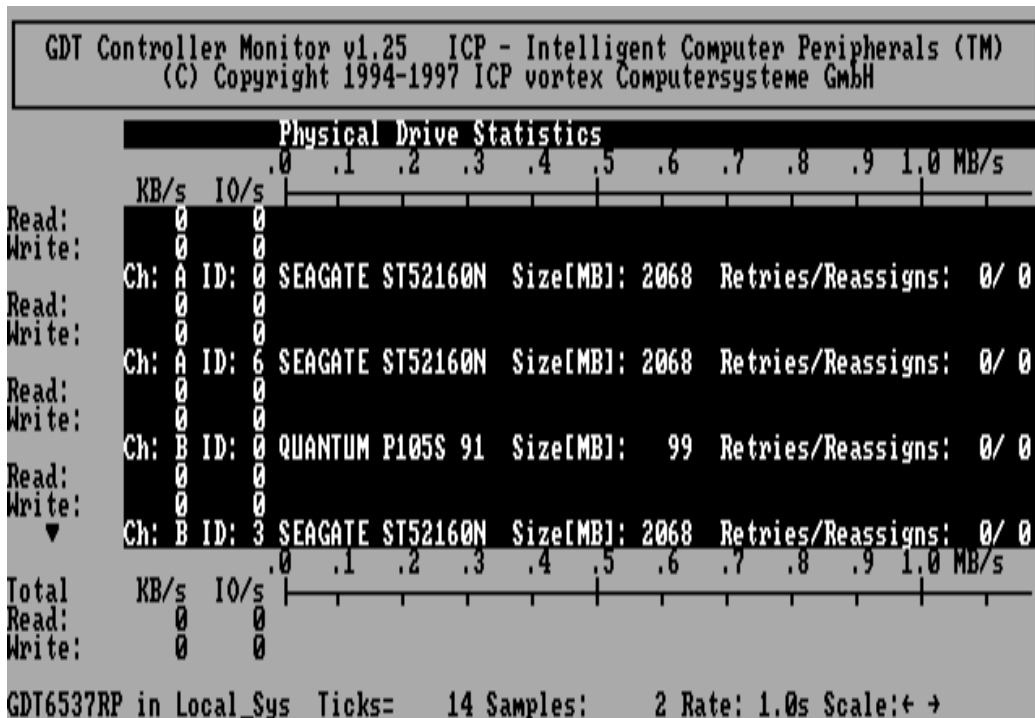 GDT Controller Monitor v1.25 ICP - Intelligent Computer Peripherals (TM)
(C) Copyright 1994-1997 ICP vortex Computersysteme GmbH
Physical Drive Statistics
.0 .1 .2 .3 .4 .5 .6 .7 .8 .9 1.0 MB/s
KB/s IO/s
Read: 0 0
Write: 0 0
Ch: A ID: 0 SEAGATE ST52160N Size[MB]: 2068 Retries/Reassigns: 0/ 0
Read: 0 0
Write: 0 0
Ch: A ID: 6 SEAGATE ST52160N Size[MB]: 2068 Retries/Reassigns: 0/ 0
Read: 0 0
Write: 0 0
Ch: B ID: 0 QUANTUM P105S 91 Size[MB]: 99 Retries/Reassigns: 0/ 0
Read: 0 0
Write: 0 0
Ch: B ID: 3 SEAGATE ST52160N Size[MB]: 2068 Retries/Reassigns: 0/ 0
.0 .1 .2 .3 .4 .5 .6 .7 .8 .9 1.0 MB/s
Total KB/s IO/s
Read: 0 0
Write: 0 0
GDT6537RP in Local_Sys Ticks= 14 Samples: 2 Rate: 1.0s Scale:← →